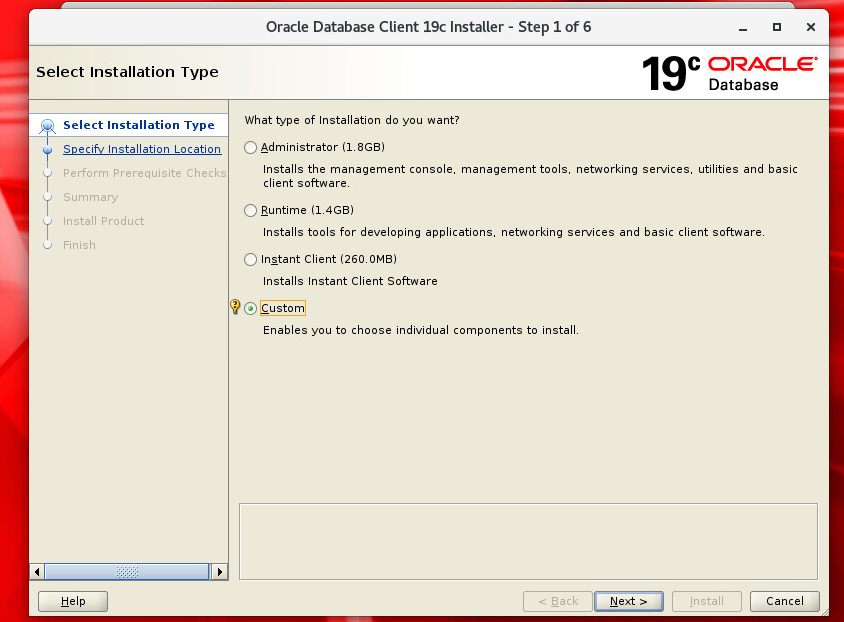 Oracle Database Client 19c Installer - Step 1 of 6
Select Installation Type
19c ORACLE
Database
Select Installation Type
Specify Installation Location
Perform Prerequisite Checks
Summary
Install Product
Finish
What type of Installation do you want?
Administrator (1.8GB)
Installs the management console, management tools, networking services, utilities and basic
client software.
Runtime (1.4GB)
Installs tools for developing applications, networking services and basic client software.
Instant Client (260.0MB)
Installs Instant Client Software
Custom
Enables you to choose individual components to install.
Help
< Back
Next >
Install
Cancel